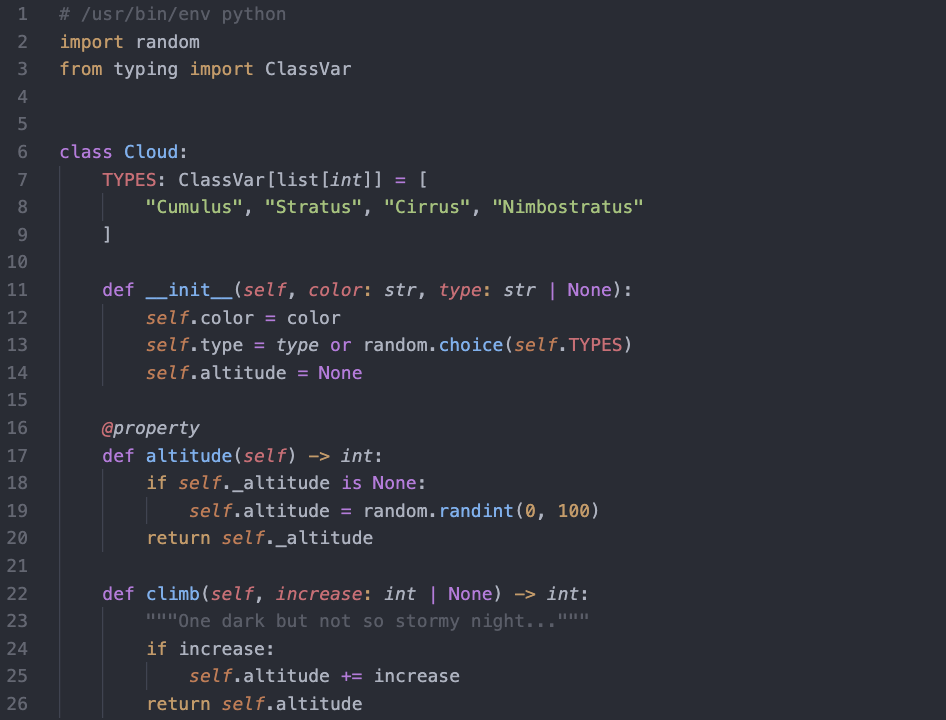 1 # /usr/bin/env python
2 import random
3 from typing import ClassVar
4
5
6 class Cloud:
7     TYPES: ClassVar[list[int]] = [
8         "Cumulus", "Stratus", "Cirrus", "Nimbostratus"
9     ]
10
11     def __init__(self, color: str, type: str | None):
12         self.color = color
13         self.type = type or random.choice(self.TYPES)
14         self.altitude = None
15
16     @property
17     def altitude(self) -> int:
18         if self._altitude is None:
19             self.altitude = random.randint(0, 100)
20         return self._altitude
21
22     def climb(self, increase: int | None) -> int:
23         """One dark but not so stormy night..."""
24         if increase:
25             self.altitude += increase
26         return self.altitude